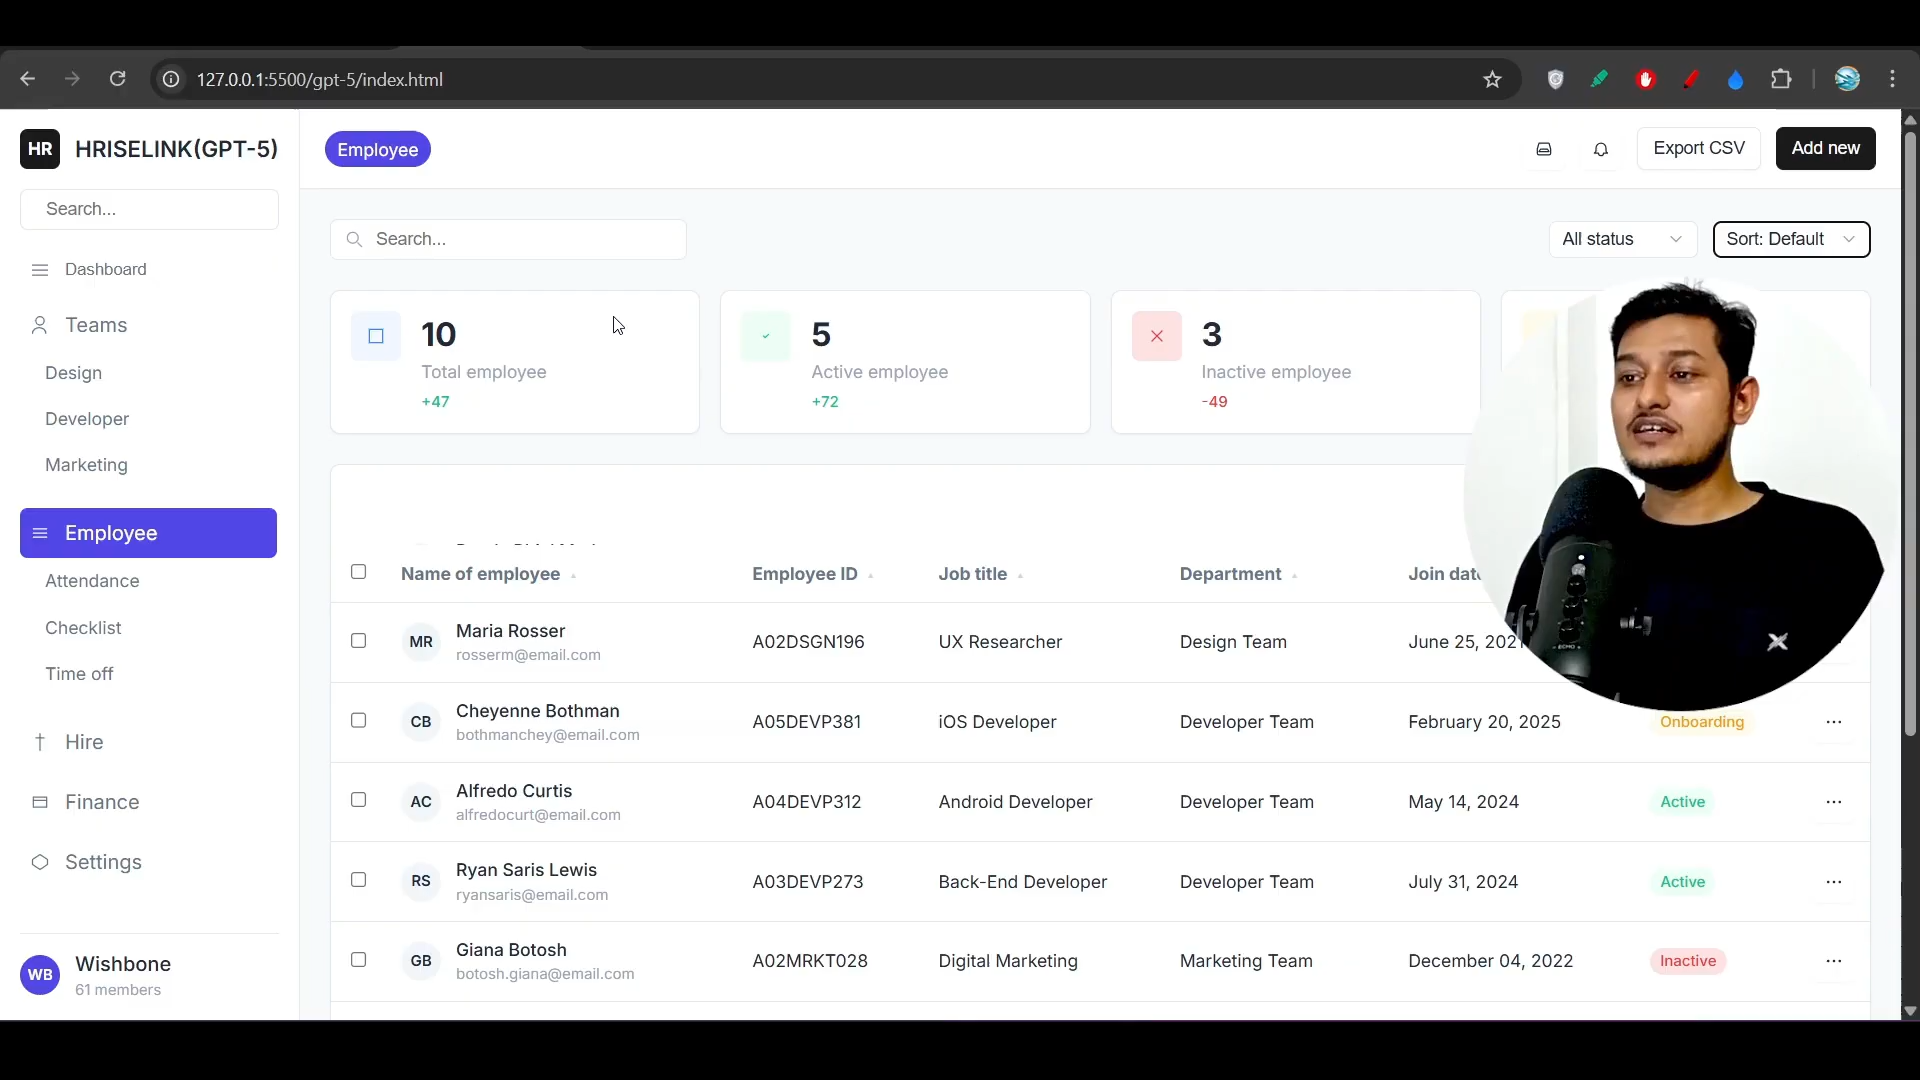 127.0.0.1:5500/gpt-5/index.html
HR HRISELINK(GPT-5)
Search...
Dashboard
Teams
Design
Developer
Marketing
Employee
Attendance
Checklist
Time off
Hire
Finance
Settings
WB Wishbone
61 members
Employee
Export CSV
Add new
Search...
All status
Sort: Default
10
Total employee
+47
5
Active employee
+72
3
Inactive employee
-49
Name of employee Employee ID Job title Department Join date
MR Maria Rosser A02DSGN196 UX Researcher Design Team June 25, 2021
rosserm@email.com
CB Cheyenne Bothman A05DEVP381 iOS Developer Developer Team February 20, 2025 Onboarding ...
bothmanchey@email.com
AC Alfredo Curtis A04DEVP312 Android Developer Developer Team May 14, 2024 Active ...
alfredocurt@email.com
RS Ryan Saris Lewis A03DEVP273 Back-End Developer Developer Team July 31, 2024 Active ...
ryansaris@email.com
GB Giana Botosh A02MRKT028 Digital Marketing Marketing Team December 04, 2022 Inactive ...
botosh.giana@email.com